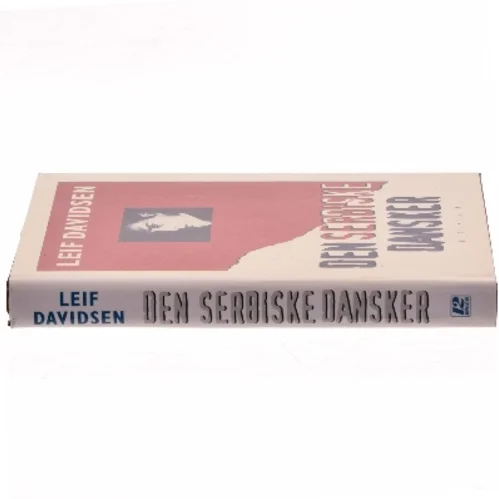 LEIF DAVIDSEN
DEN SERBISKE
DANSKER
LEIF
DAVIDSEN
DEN SERBISKE DANSKER